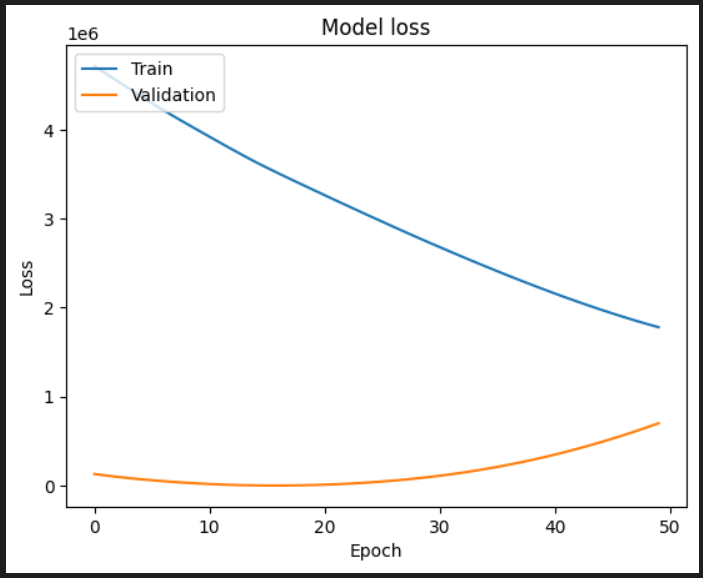 Model loss
1e6
Train
Validation
4
3
2
1
0
Loss
0 10 20 30 40 50
Epoch